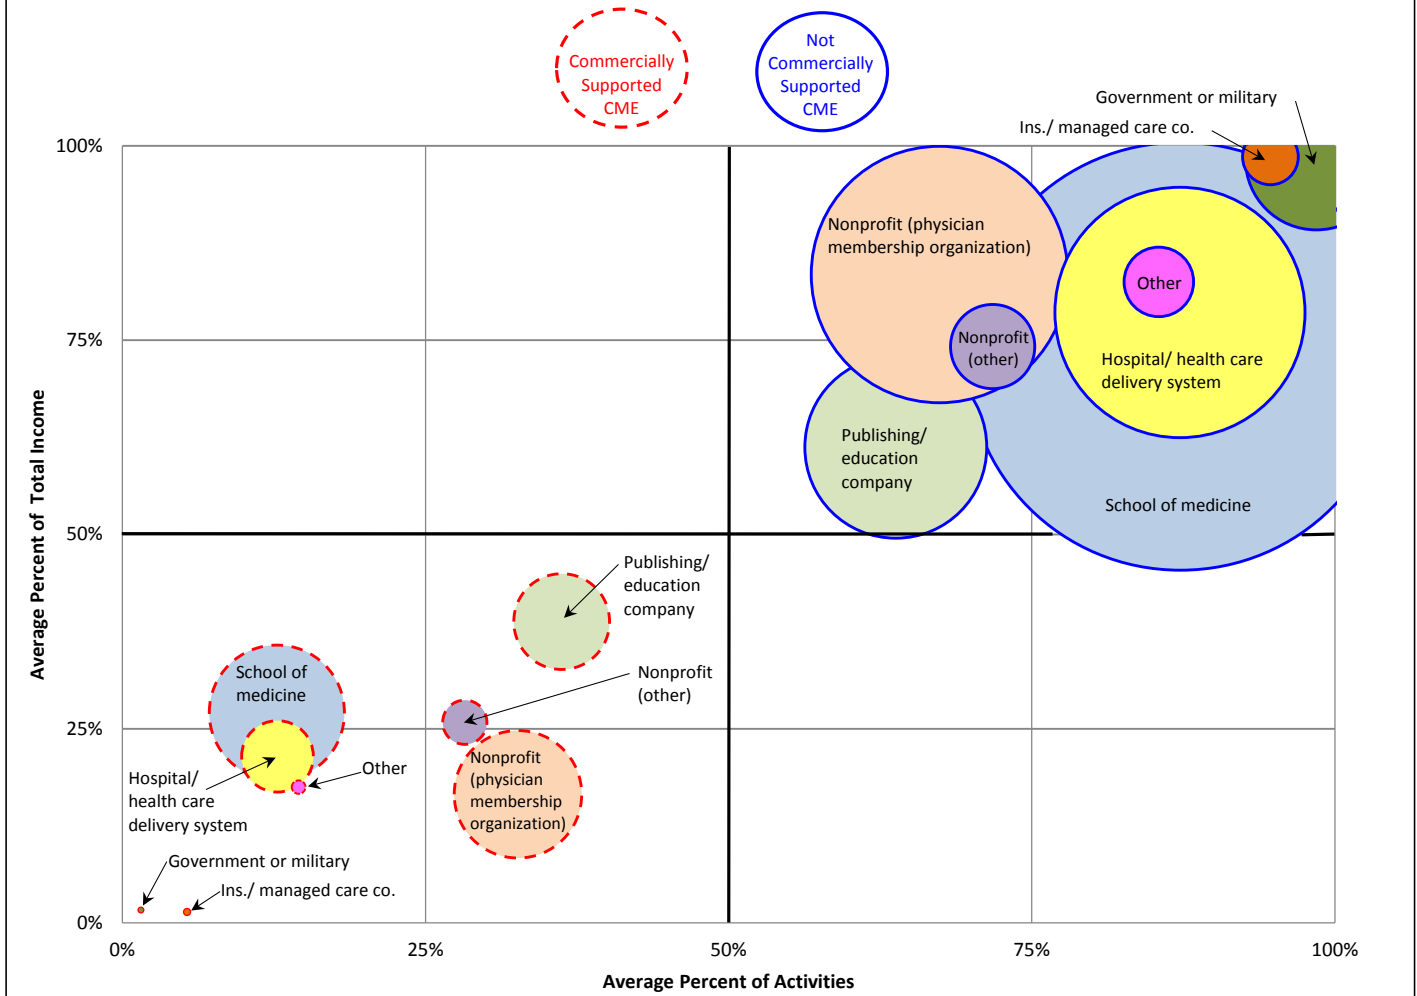 Commercially
Supported
CME
Not
Commercially
Supported
CME
Government or military
Ins./ managed care co.
100%
Nonprofit (physician
membership organization)
Other
75%
Nonprofit
(other)
Hospital/ health care
delivery system
Publishing/
education
company
School of medicine
Average Percent of  Total Income
50%
Publishing/
education
company
Nonprofit
(other)
School of
medicine
25%
Nonprofit
(physician
membership
organization)
Other
Hospital/
health care
delivery system
Government or military
Ins./ managed care co.
0%
0%
25%
50%
75%
100%
Average Percent of Activities